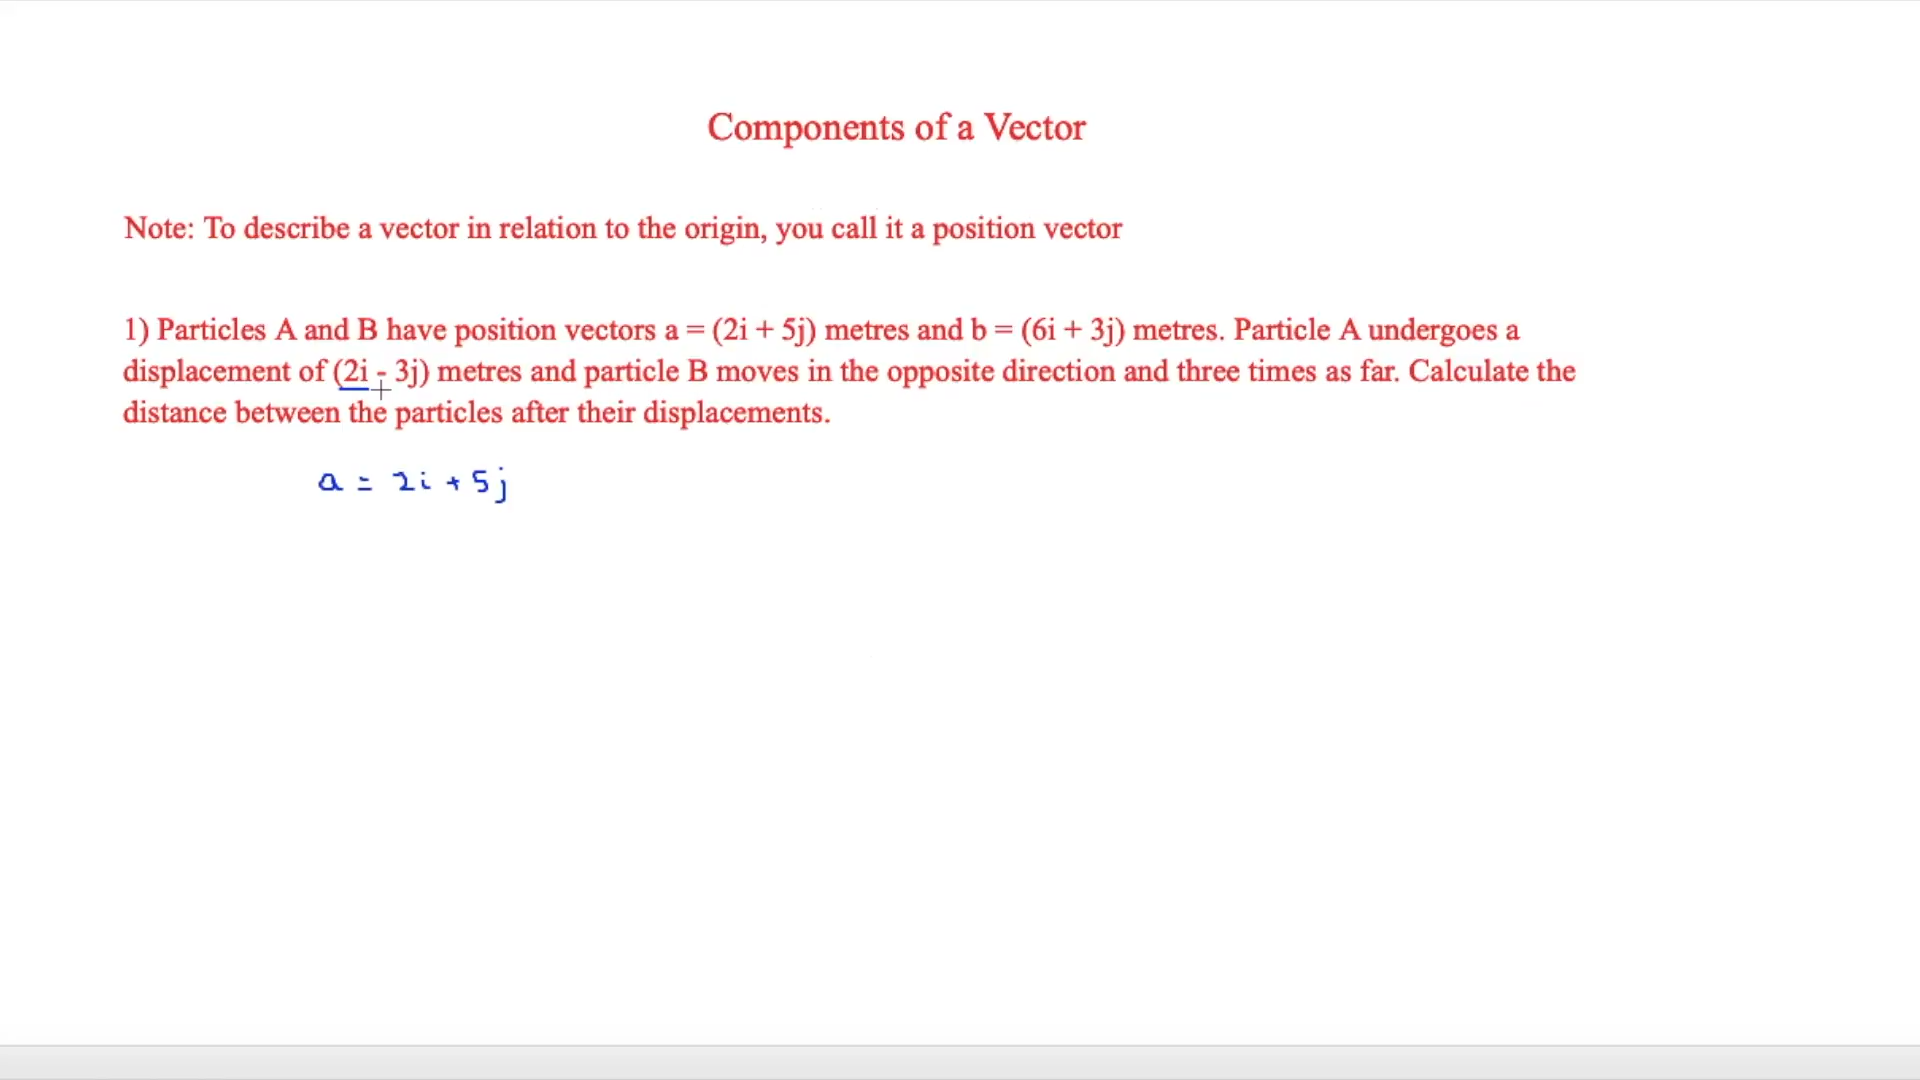 Components of a Vector
Note: To describe a vector in relation to the origin, you call it a position vector
1) Particles A and B have position vectors a = (2i + 5j) metres and b = (6i + 3j) metres. Particle A undergoes a
displacement of (2i - 3j) metres and particle B moves in the opposite direction and three times as far. Calculate the
distance between the particles after their displacements.
a = 2i + 5j